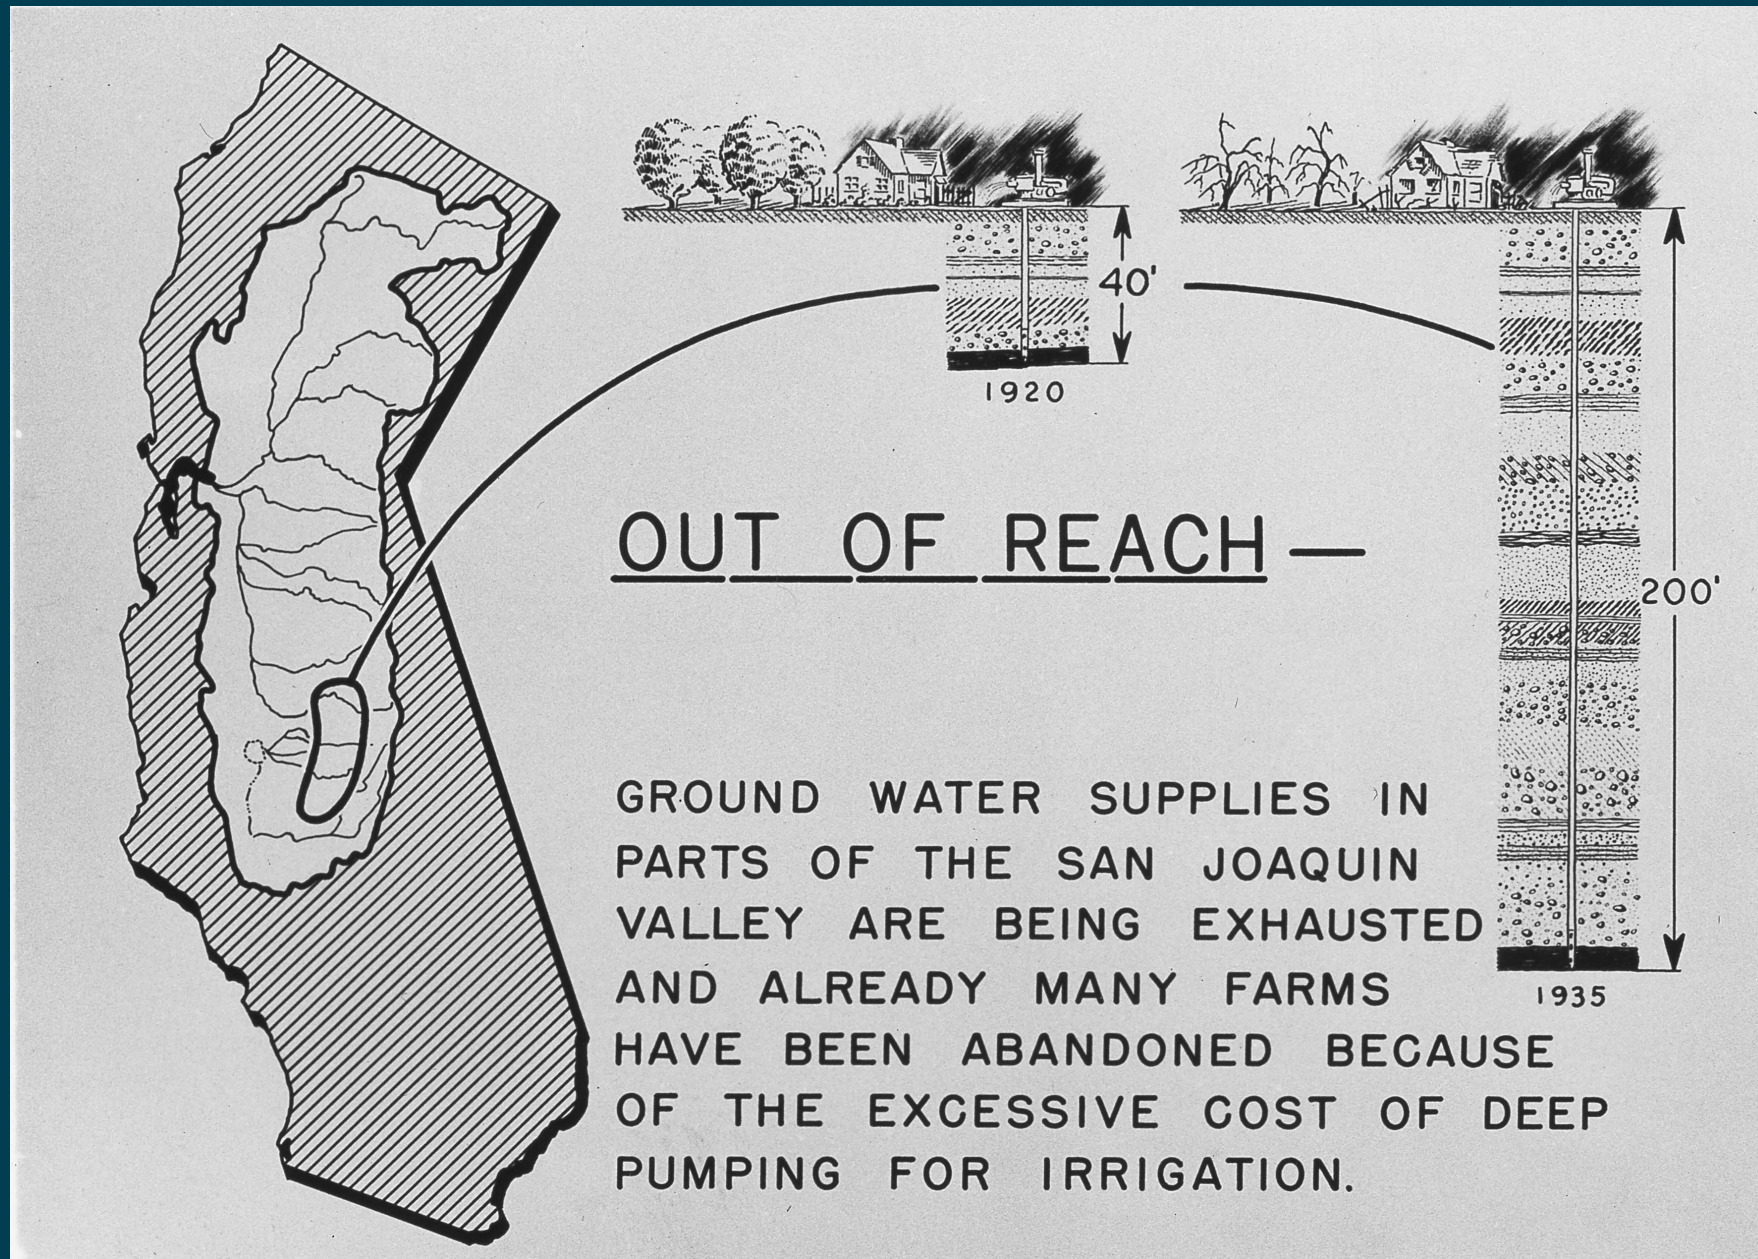 40'
1920
200'
1935
OUT OF REACH—
GROUND WATER SUPPLIES IN
PARTS OF THE SAN JOAQUIN
VALLEY ARE BEING EXHAUSTED
AND ALREADY MANY FARMS
HAVE BEEN ABANDONED BECAUSE
OF THE EXCESSIVE COST OF DEEP
PUMPING FOR IRRIGATION.